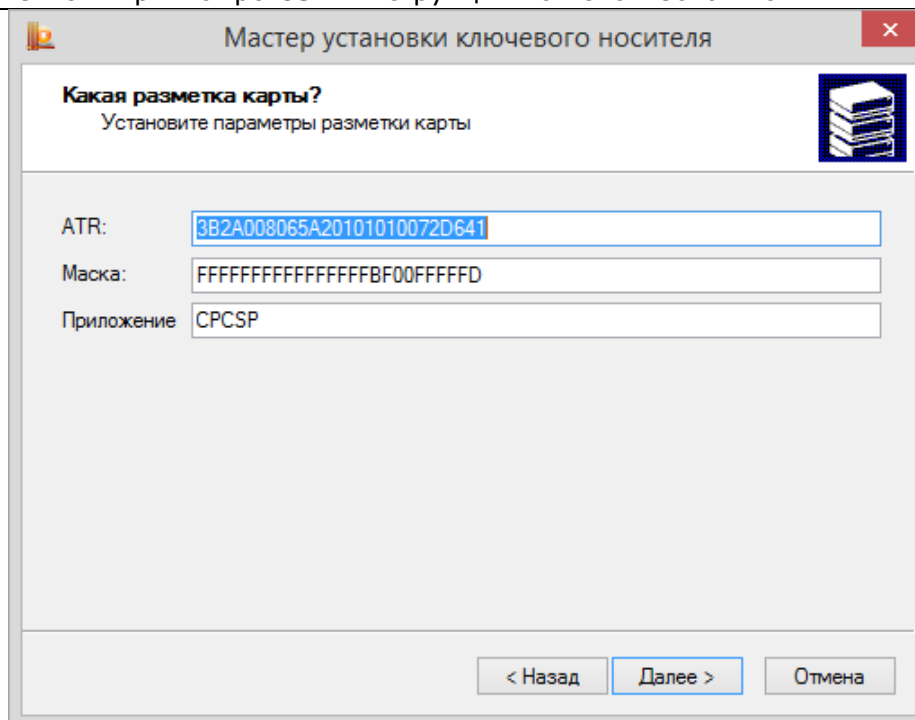 Мастер установки ключевого носителя
Какая разметка карты?
Установите параметры разметки карты
ATR: 3B2A008065A20101010072D641
Маска: FFFFFFFFFFFFFFFFBF00FFFFFD
Приложение CPCSP
< Назад Далее > Отмена